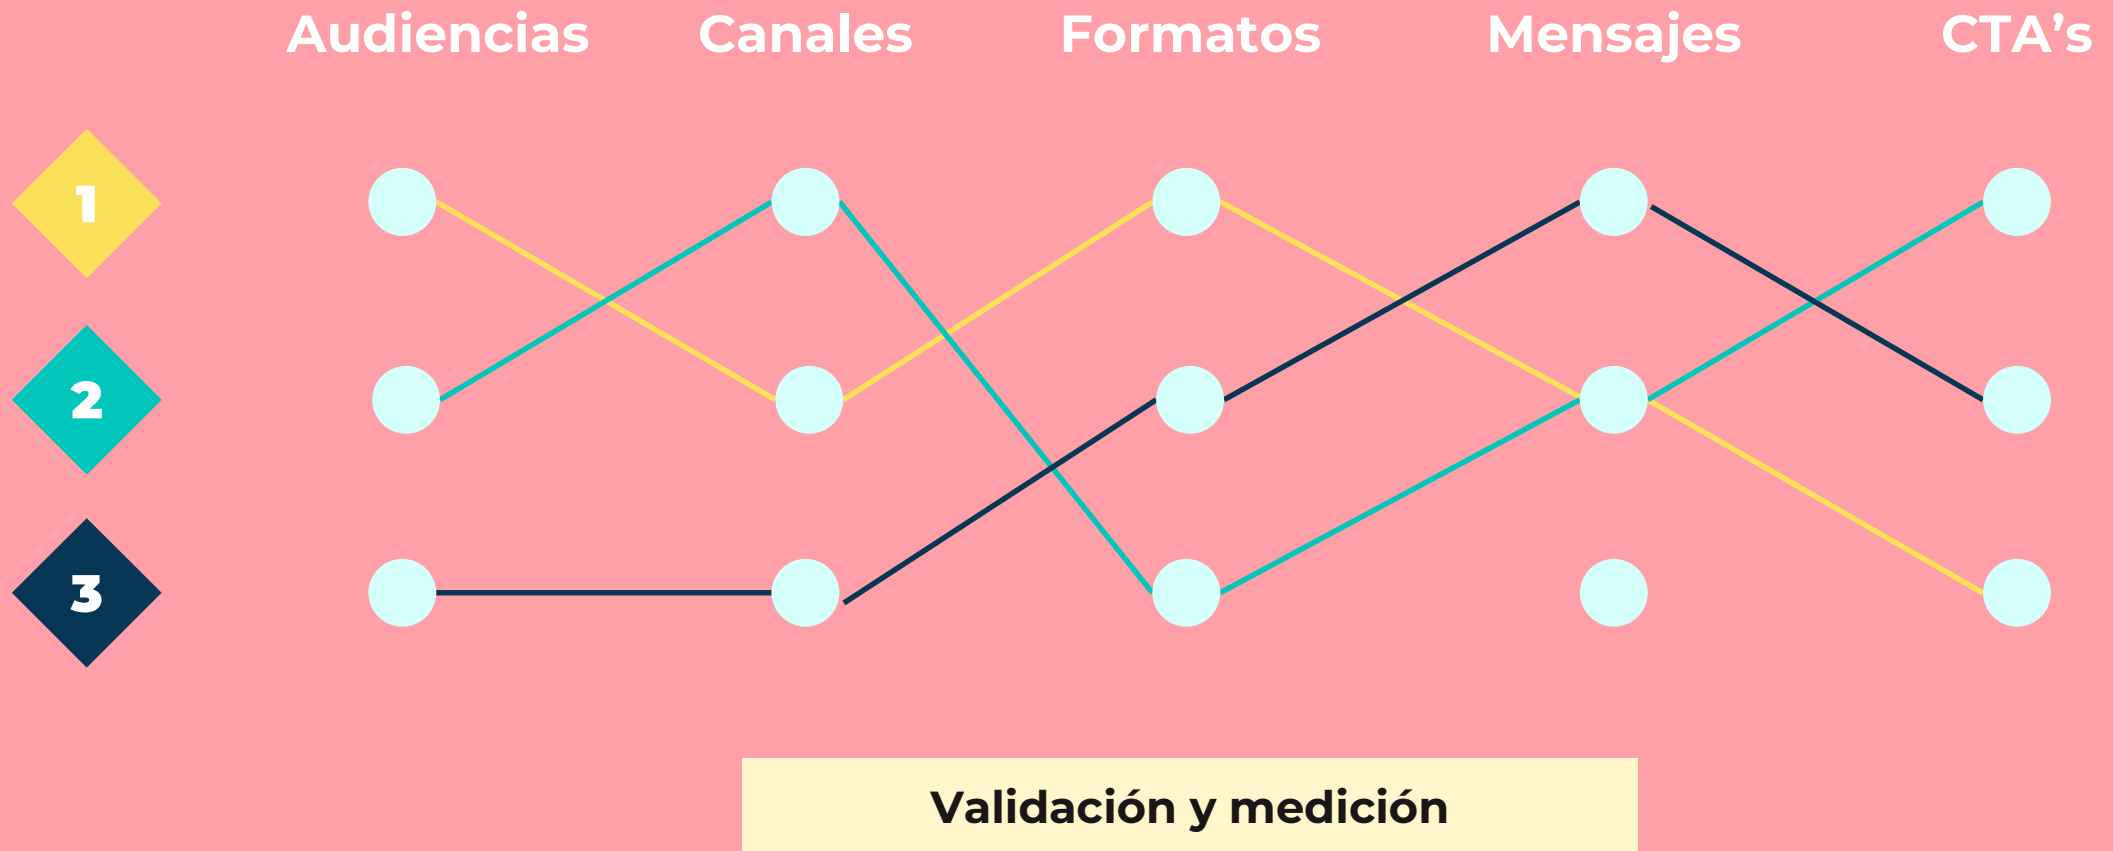 Audiencias Canales Formatos Mensajes CTA’s
1
2
3
Validación y medición